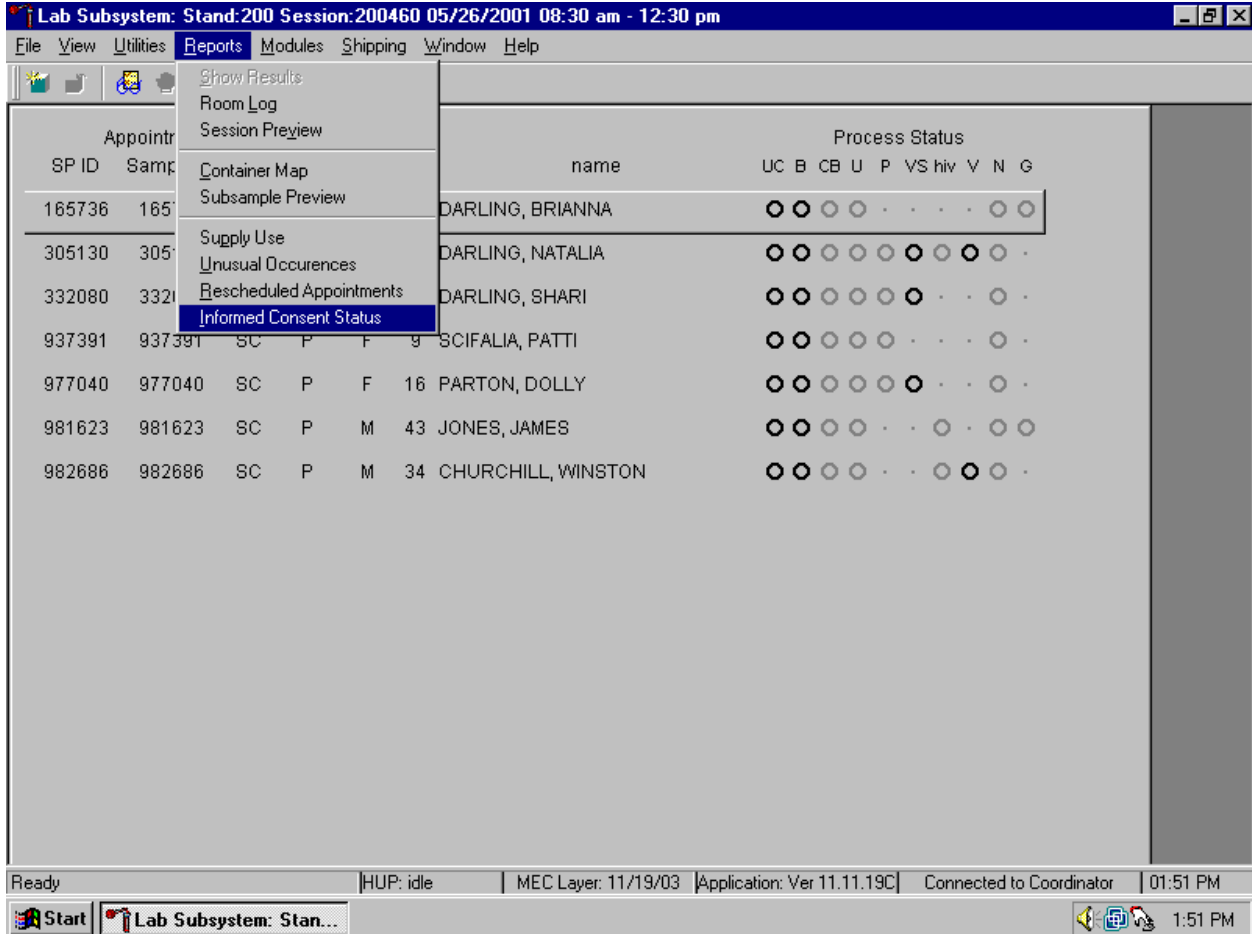 Lab Subsystem: Stand:200 Session:200460 05/26/2001 08:30 am - 12:30 pm
File View Utilities Reports Modules Shipping Window Help
Show Results
Room Log
Session Preview
Container Map
Subsample Preview
Supply Use
Unusual Occurences
Rescheduled Appointments
Informed Consent Status
Process Status
SP ID name UC B CB U P VS hiv V N G
165736 DARLING, BRIANNA
305130 DARLING, NATALIA
332080 DARLING, SHARI
937391 937391 SC P F 9 SCIFALIA, PATTI
977040 977040 SC P F 16 PARTON, DOLLY
981623 981623 SC P M 43 JONES, JAMES
982686 982686 SC P M 34 CHURCHILL, WINSTON
Ready HUP: idle MEC Layer: 11/19/03 Application: Ver 11.11.19C Connected to Coordinator 01:51 PM
Start Lab Subsystem: Stan... 1:51 PM